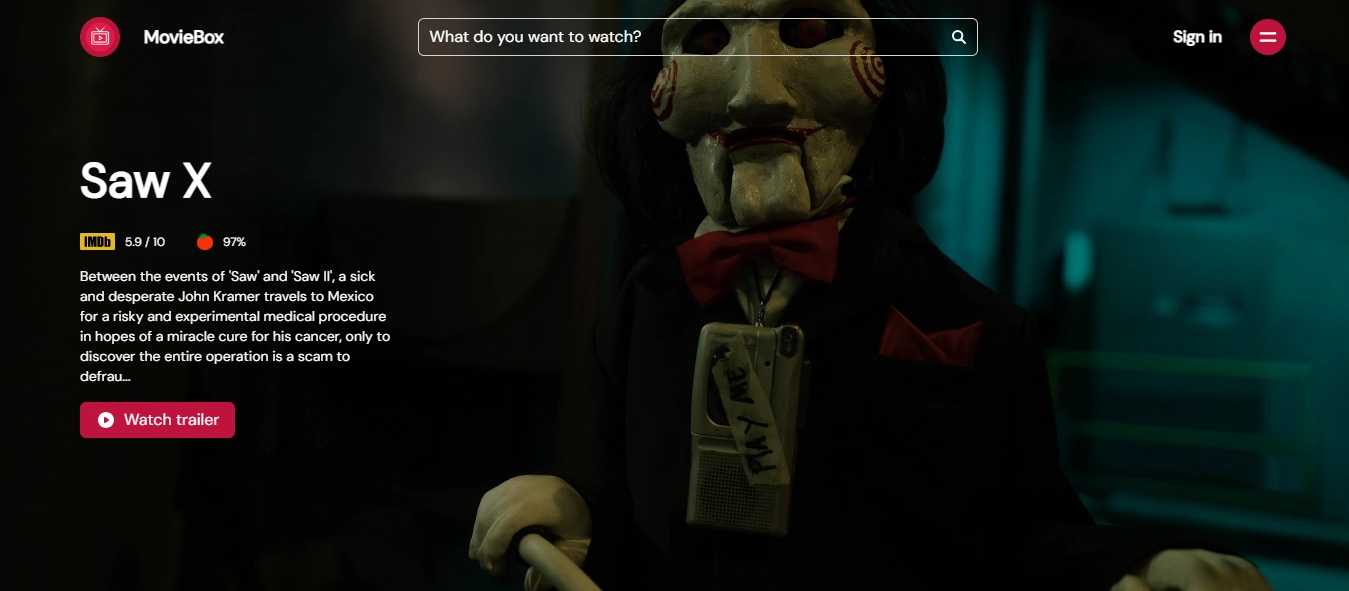 MovieBox
What do you want to watch?
Sign in
Saw X
IMDb 5.9 / 10 97%
Between the events of 'Saw' and 'Saw II', a sick
and desperate John Kramer travels to Mexico
for a risky and experimental medical procedure
in hopes of a miracle cure for his cancer, only to
discover the entire operation is a scam to
defrau...
Watch trailer
PLAY ME